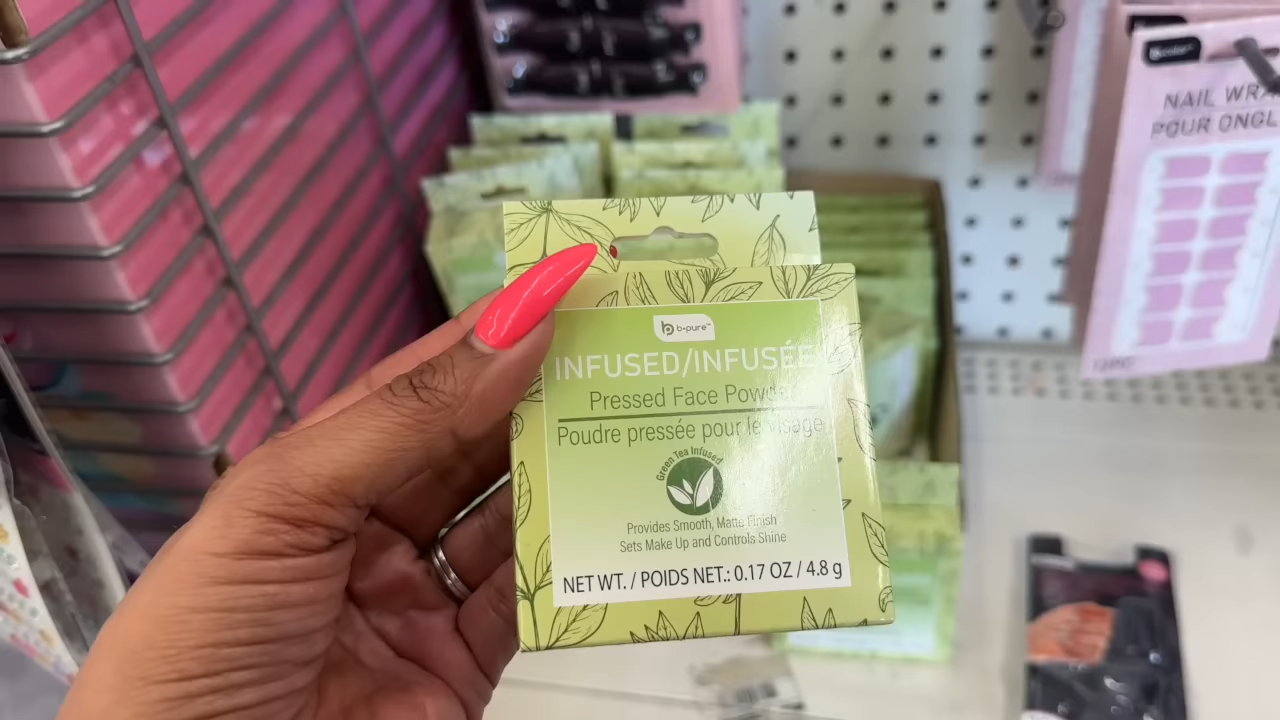 b•pure™
INFUSED/INFUSÉE
Pressed Face Powder
Poudre pressée pour le visage
Green Tea Infused
Provides Smooth, Matte Finish
Sets Make Up and Controls Shine
NET WT. / POIDS NET.: 0.17 OZ / 4.8 g
NAIL WRA
POUR ONGL